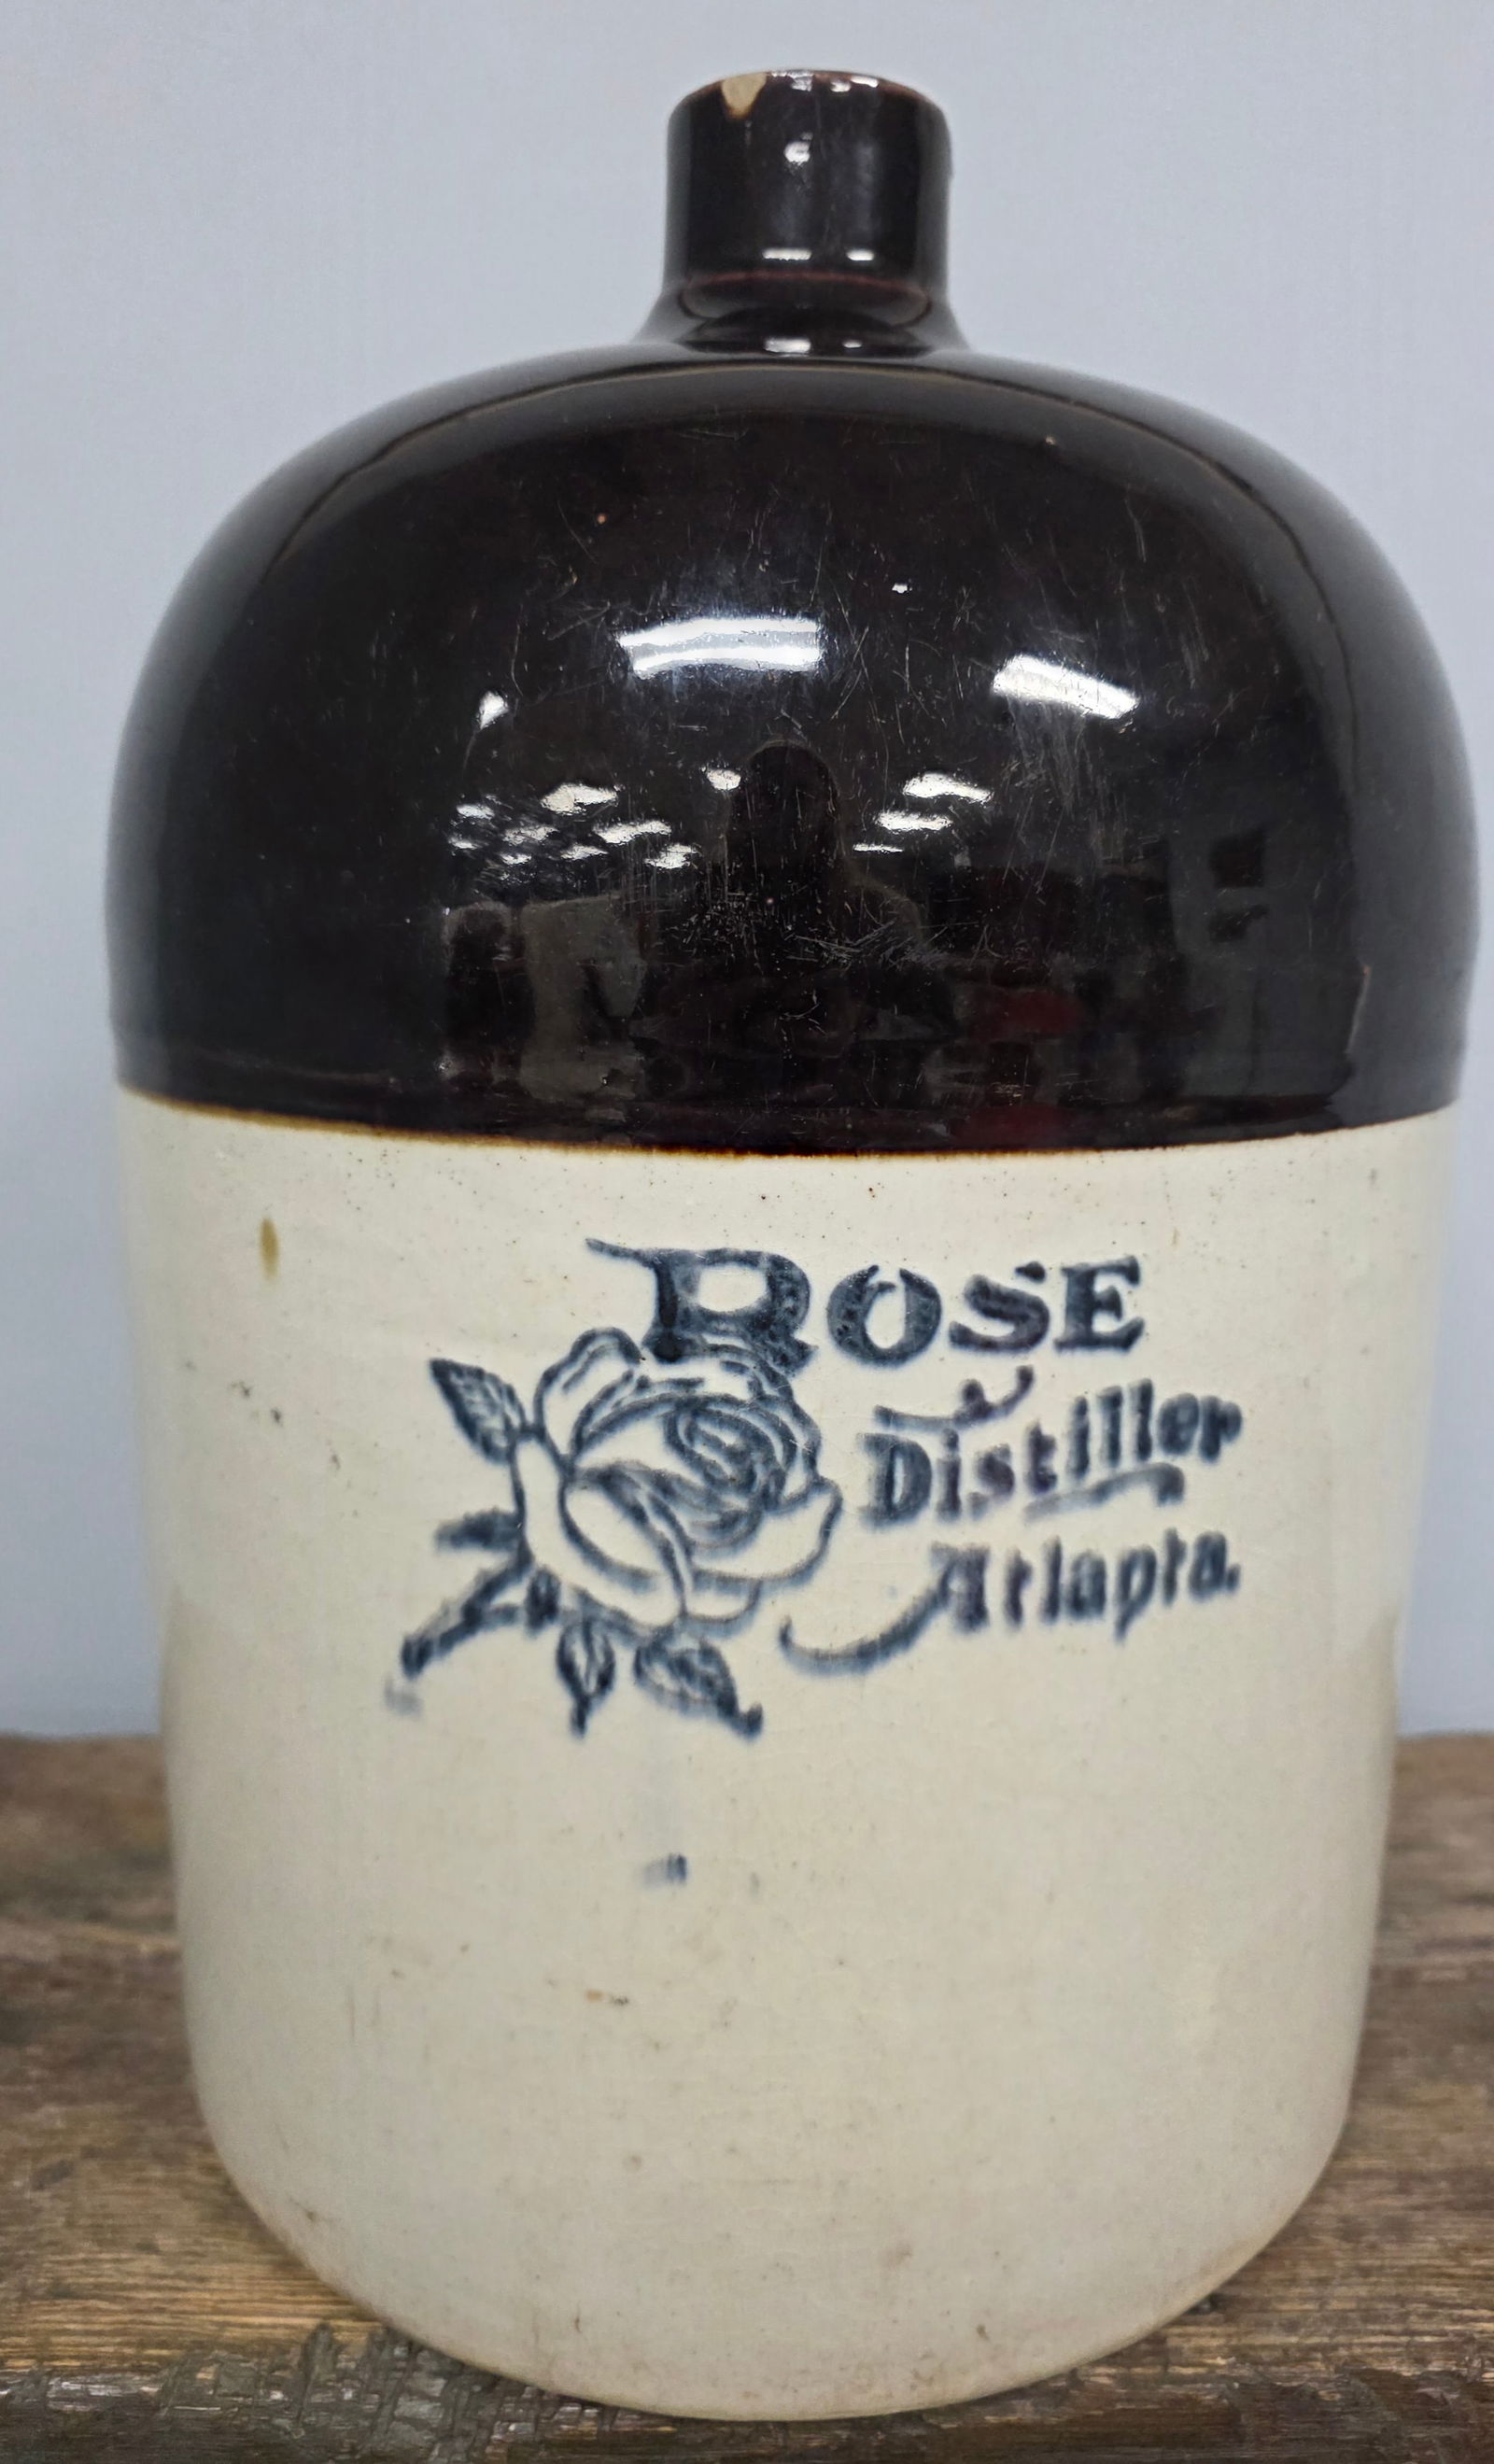 ROSE
Distiller
Atlanta.